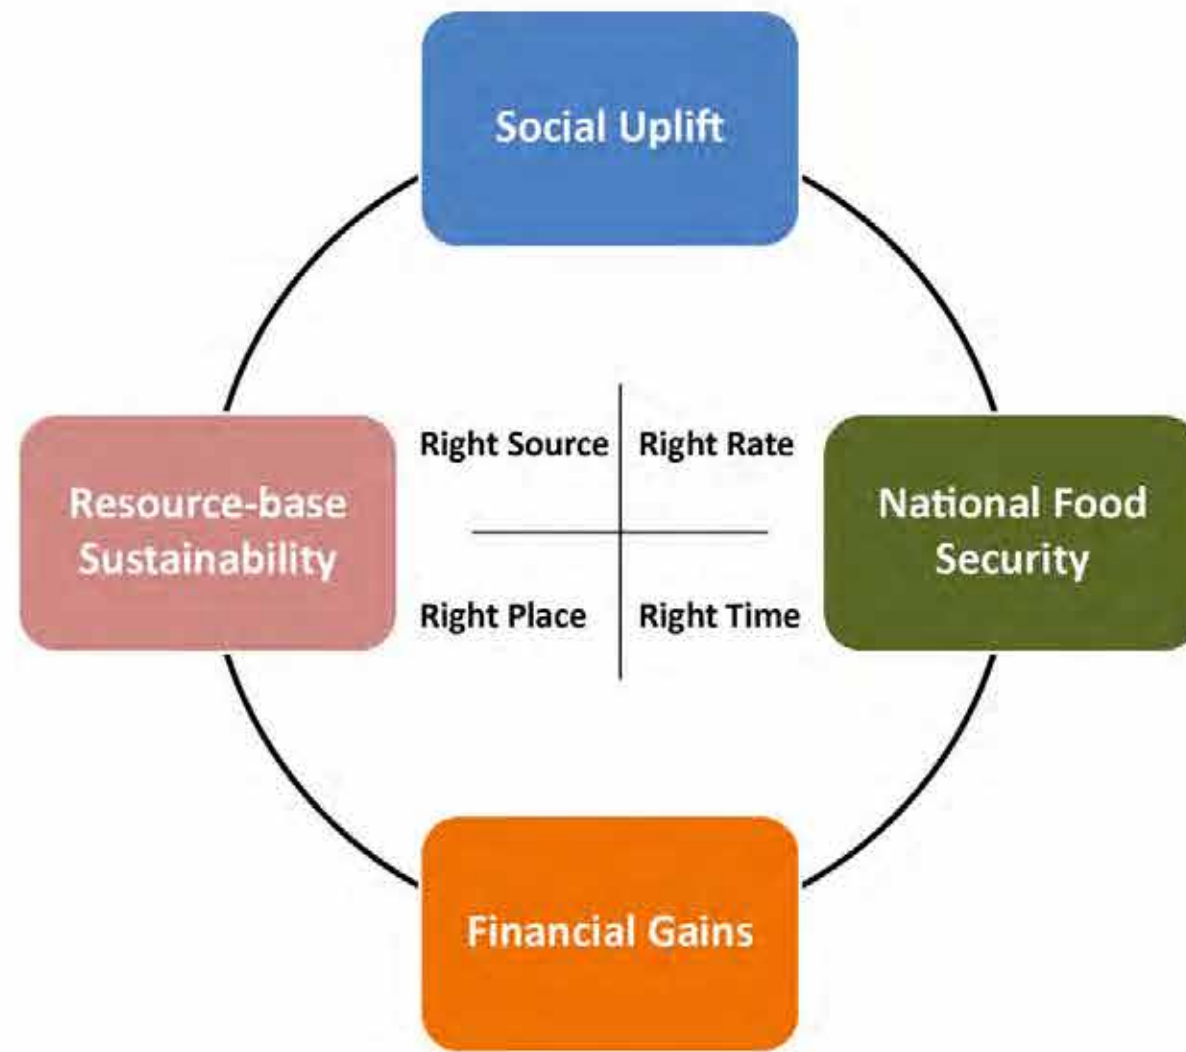 Social Uplift
Right Source
Right Rate
Resource-base
Sustainability
National Food
Security
Right Place
Right Time
Financial Gains